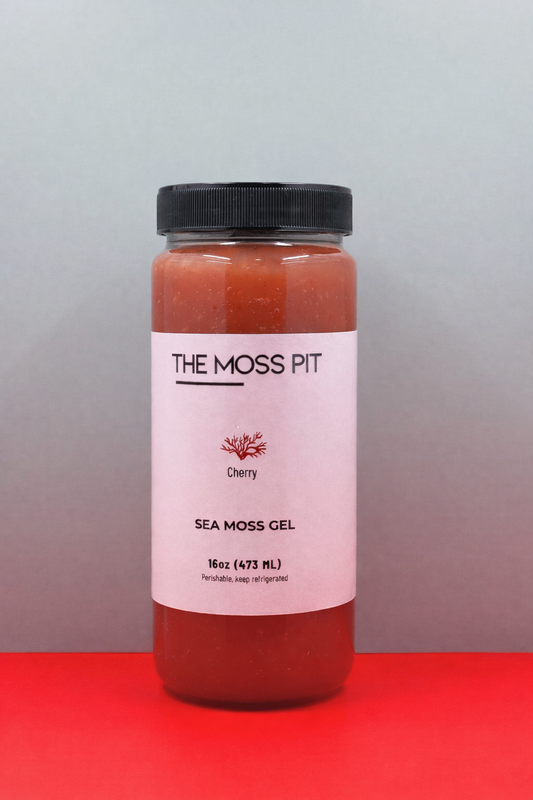 THE MOSS PIT
Cherry
SEA MOSS GEL
16oz (473 ML)
Perishable, keep refrigerated